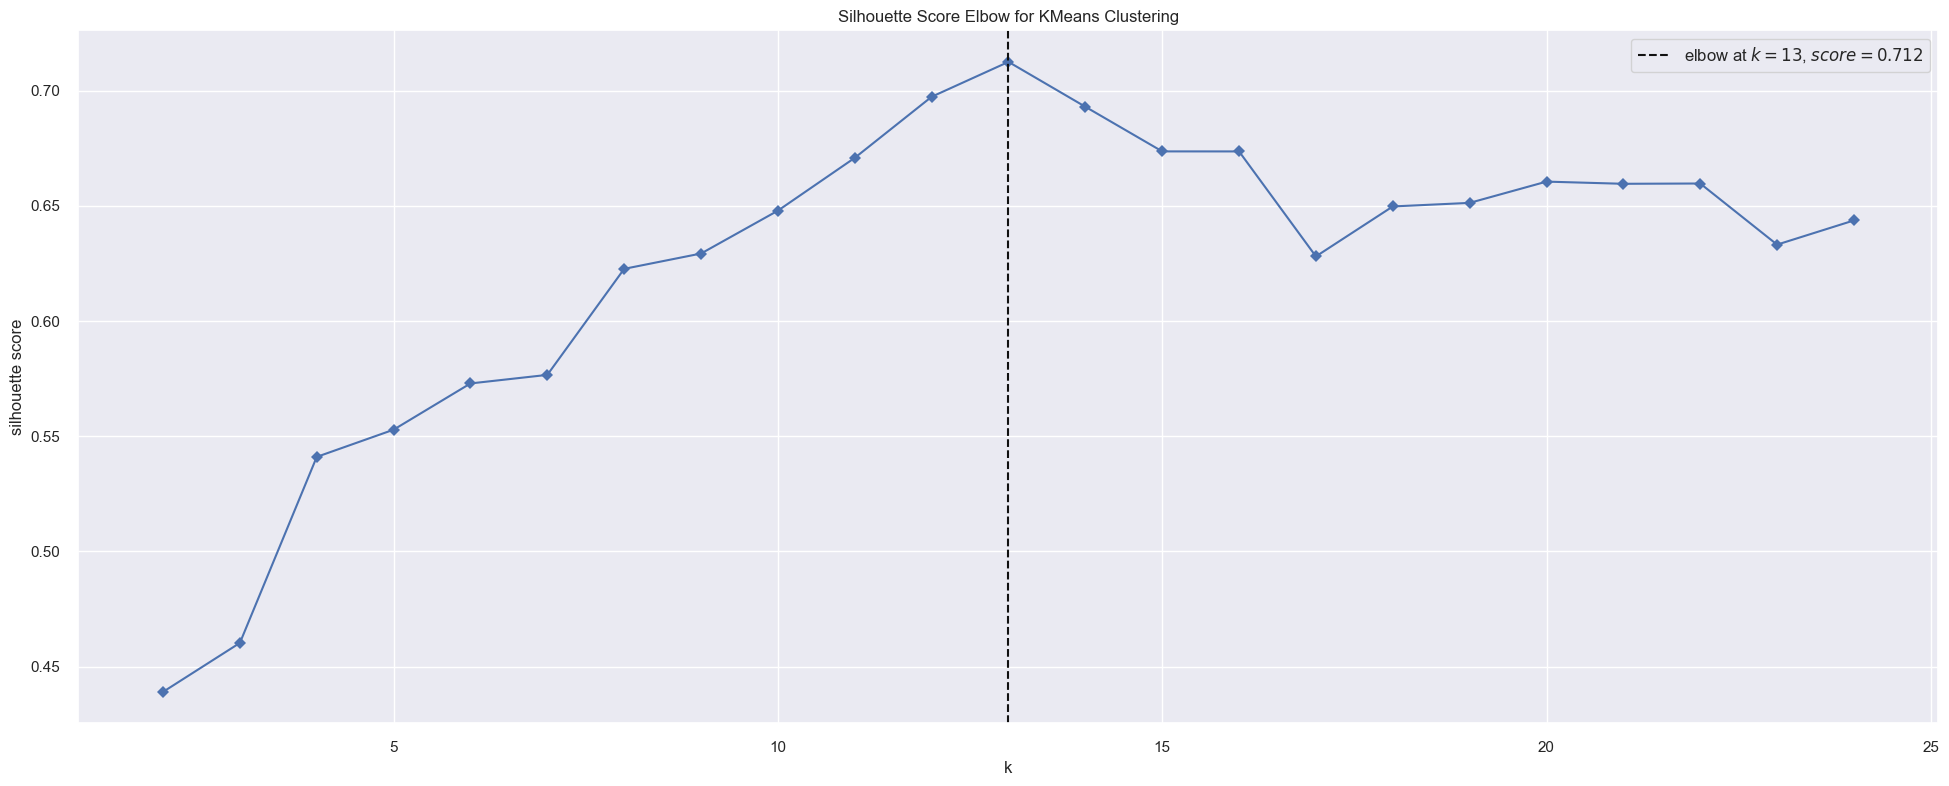 Silhouette Score Elbow for KMeans Clustering
elbow at k = 13, score = 0.712
silhouette score
0.70
0.65
0.60
0.55
0.50
0.45
5 10 15 20 25
k